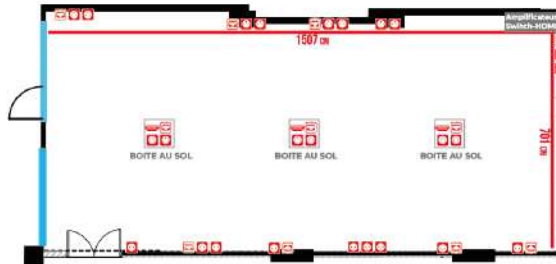 Amplificateur
Switch-HDMI
1507 CM
701 CM
BOITE AU SOL
BOITE AU SOL
BOITE AU SOL